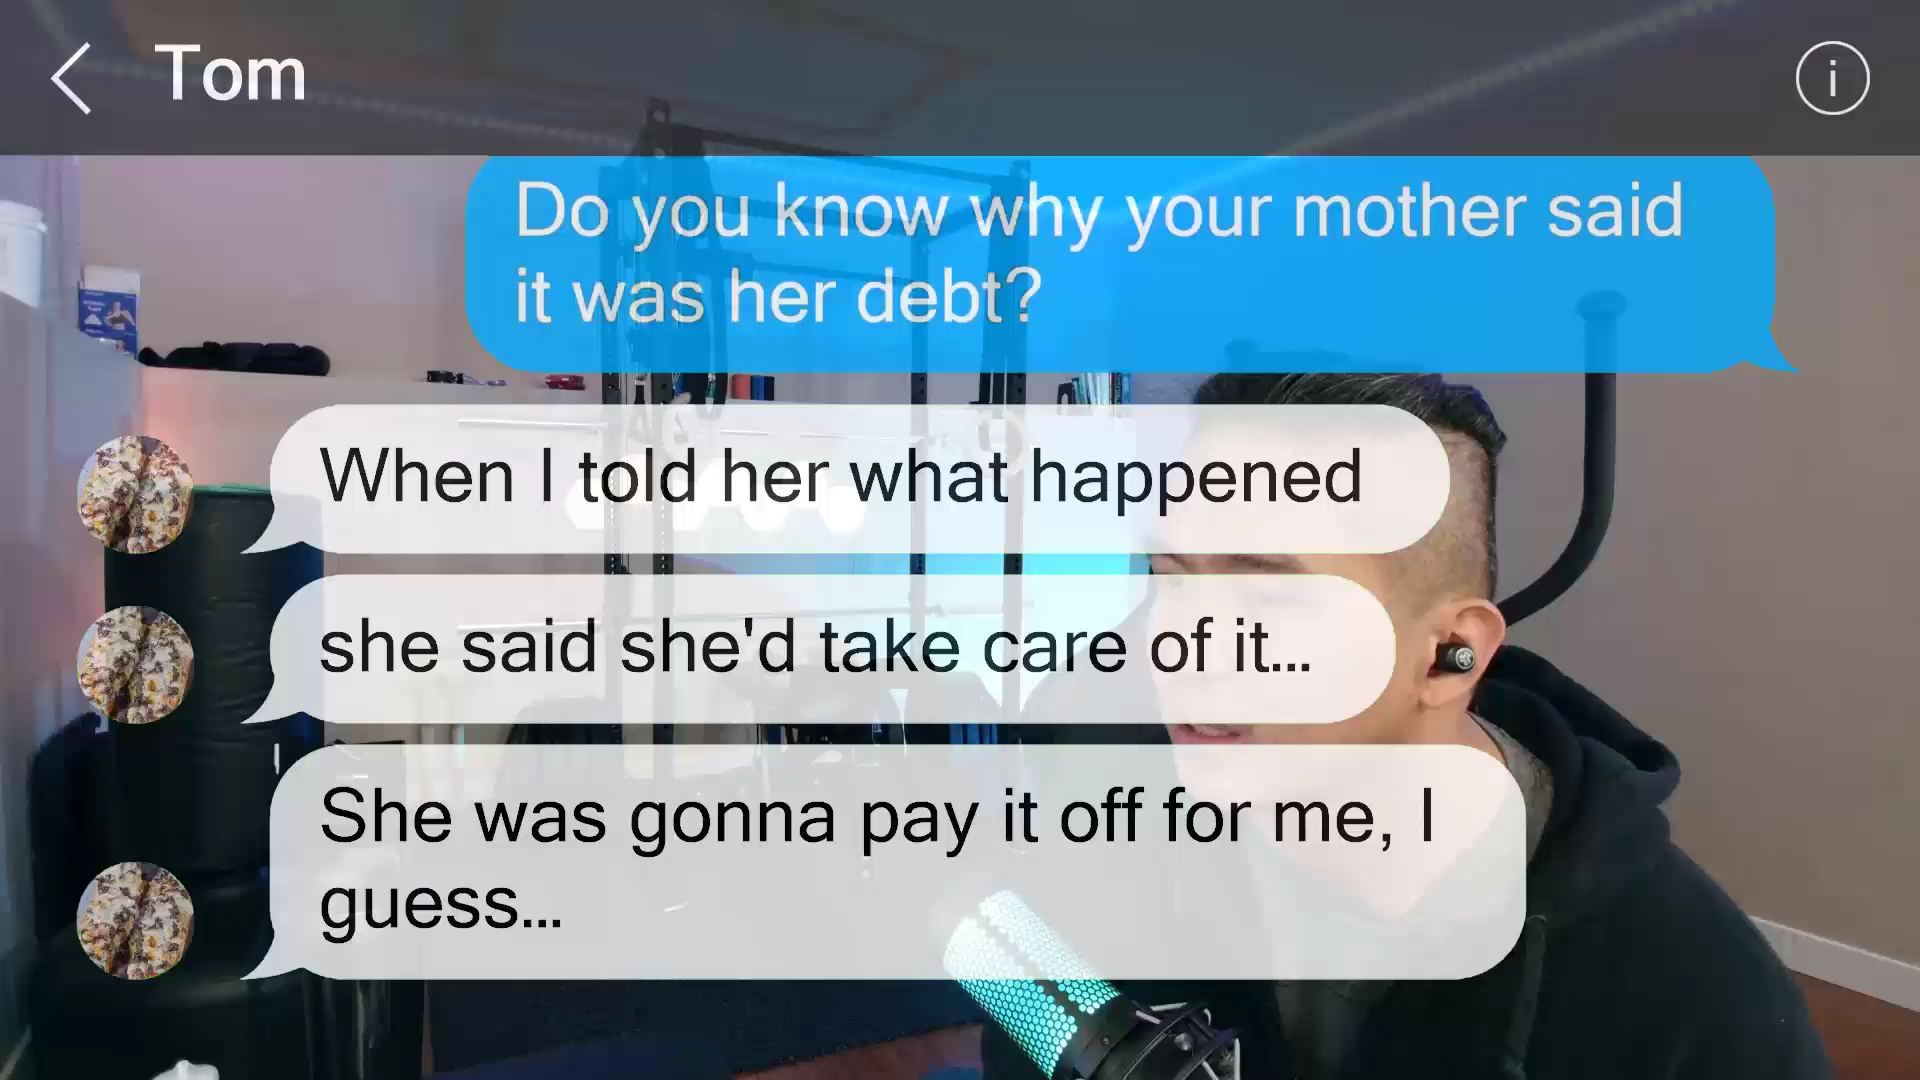 Tom
Do you know why your mother said
it was her debt?
When I told her what happened
she said she'd take care of it...
She was gonna pay it off for me, I
guess...